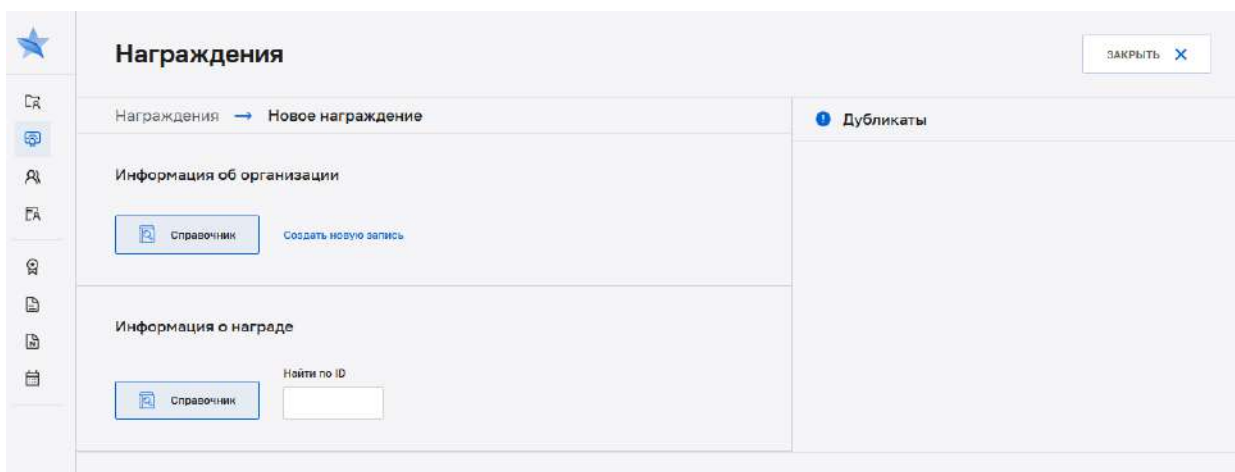 Награждения
ЗАКРЫТЬ
Награждения → Новое награждение
Дубликаты
Информация об организации
Справочник
Создать новую запись
Информация о награде
Найти по ID
Справочник